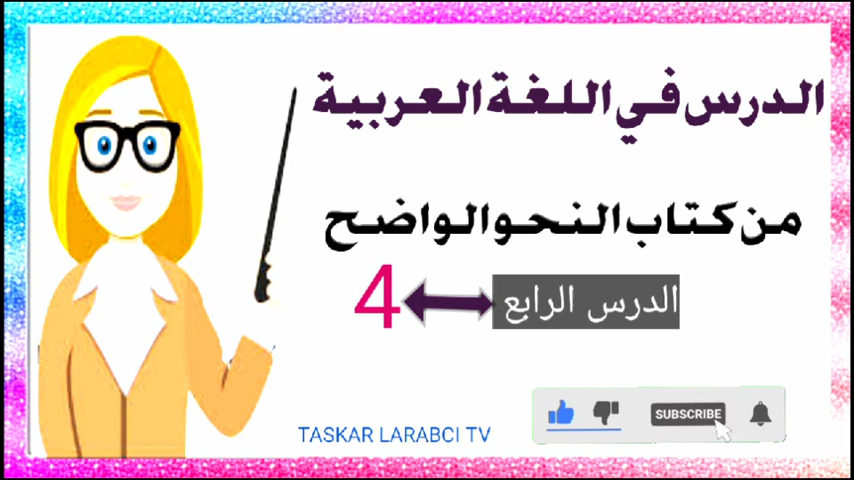 الدرس في اللغة العربية
من كتاب النحو الواضح
الدرس الرابع 4
TASKAR LARABCI TV
SUBSCRIBE